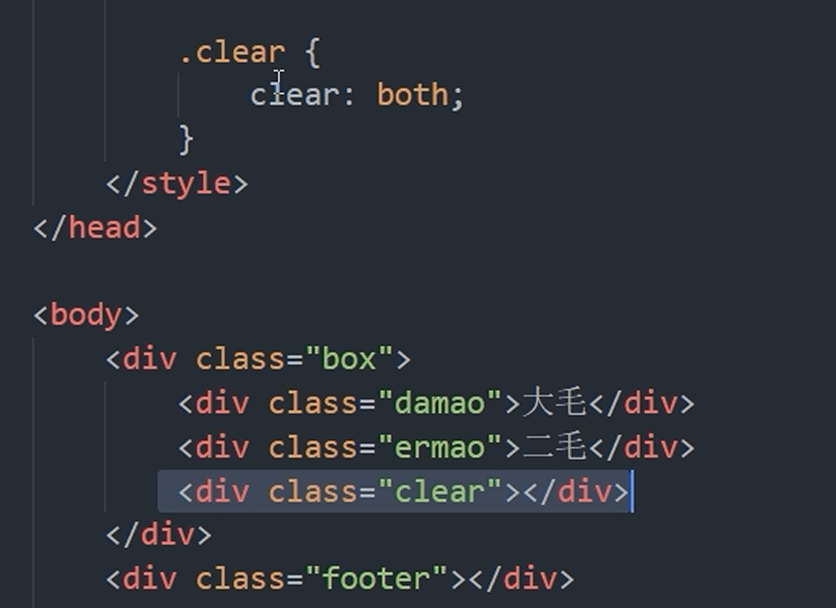 .clear {
clear: both;
}
</style>
</head>
<body>
<div class="box">
<div class="damao">大毛</div>
<div class="ermao">二毛</div>
<div class="clear"></div>
</div>
<div class="footer"></div>